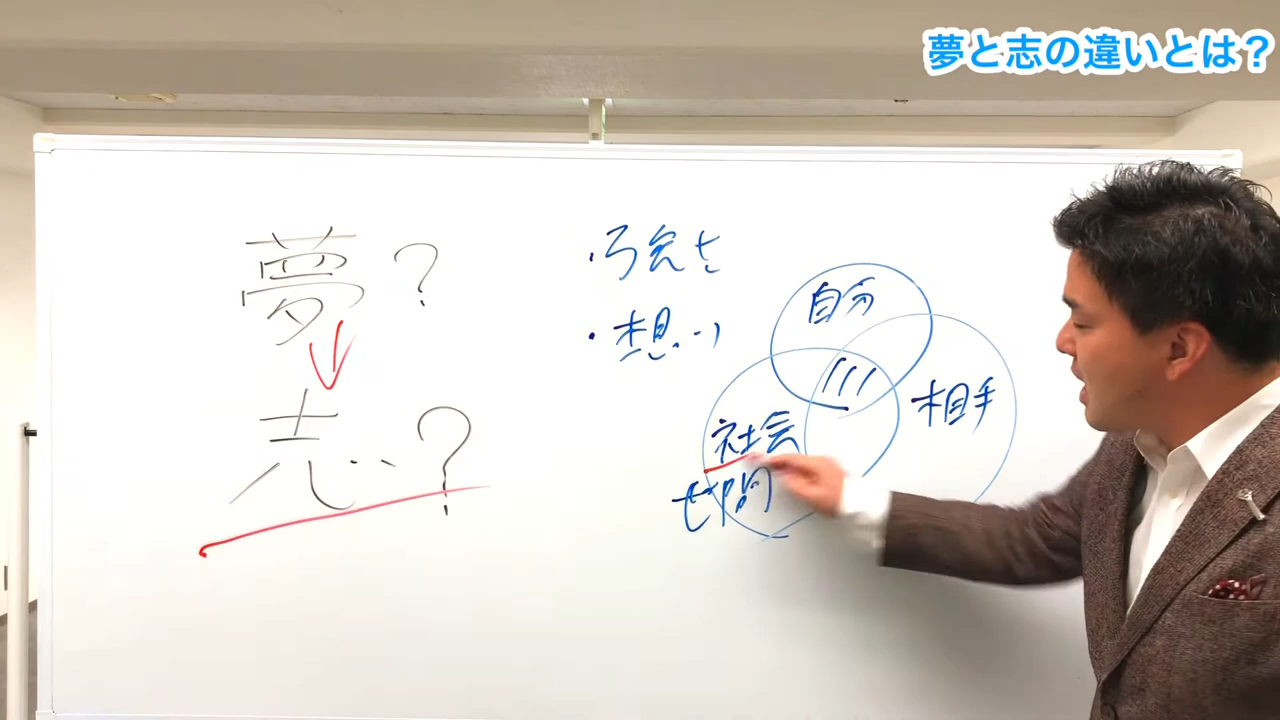 夢と志の違いとは？
夢？
志？
・強さ
・想い
自分
相手
社会
世間